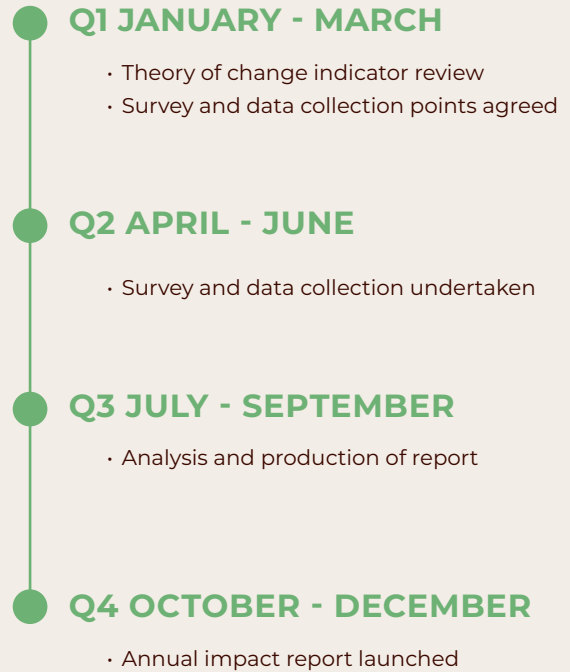 Q1 JANUARY - MARCH
• Theory of change indicator review
• Survey and data collection points agreed
Q2 APRIL - JUNE
• Survey and data collection undertaken
Q3 JULY - SEPTEMBER
• Analysis and production of report
Q4 OCTOBER - DECEMBER
• Annual impact report launched